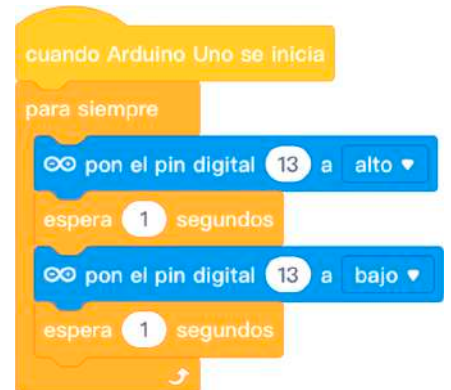 cuando Arduino Uno se inicia
para siempre
pon el pin digital 13 a alto
espera 1 segundos
pon el pin digital 13 a bajo
espera 1 segundos